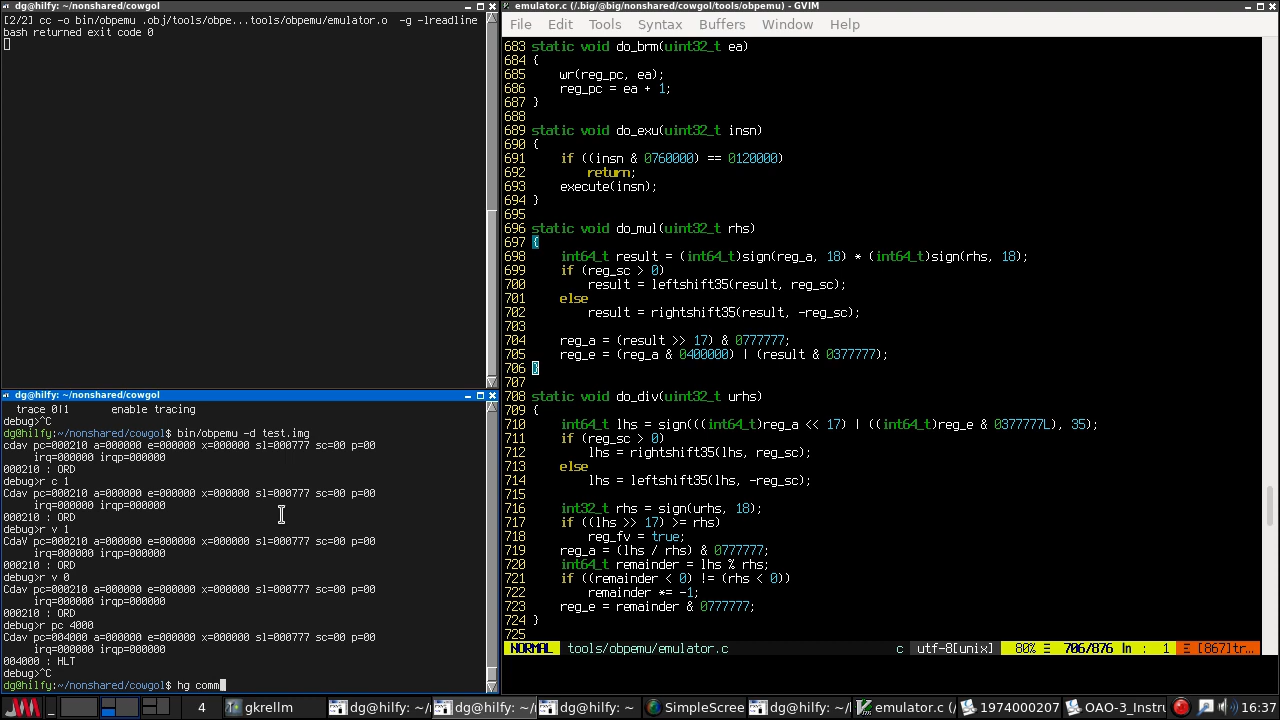 dg@hilfy: ~/nonshared/cowgol
[2/2] cc -o bin/obpemu .obj/tools/obpe...tools/obpemu/emulator.o  -g -lreadline
bash returned exit code 0
dg@hilfy: ~/nonshared/cowgol
  trace 0|1      enable tracing
debug>^C
dg@hilfy:~/nonshared/cowgol$ bin/obpemu -d test.img
cdav pc=000210 a=000000 e=000000 x=000000 sl=000777 sc=00 p=00
     irq=000000 irqp=000000
000210 : ORD
debug>r c 1
Cdav pc=000210 a=000000 e=000000 x=000000 sl=000777 sc=00 p=00
     irq=000000 irqp=000000
000210 : ORD
debug>r v 1
CdaV pc=000210 a=000000 e=000000 x=000000 sl=000777 sc=00 p=00
     irq=000000 irqp=000000
000210 : ORD
debug>r v 0
Cdav pc=000210 a=000000 e=000000 x=000000 sl=000777 sc=00 p=00
     irq=000000 irqp=000000
000210 : ORD
debug>r pc 4000
Cdav pc=004000 a=000000 e=000000 x=000000 sl=000777 sc=00 p=00
     irq=000000 irqp=000000
004000 : HLT
debug>^C
dg@hilfy:~/nonshared/cowgol$ hg comm
emulator.c (/.big/@big/nonshared/cowgol/tools/obpemu) - GVIM
File Edit Tools Syntax Buffers Window Help
683 static void do_brm(uint32_t ea)
684 {
685     wr(reg_pc, ea);
686     reg_pc = ea + 1;
687 }
688
689 static void do_exu(uint32_t insn)
690 {
691     if ((insn & 0760000) == 0120000)
692         return;
693     execute(insn);
694 }
695
696 static void do_mul(uint32_t rhs)
697 {
698     int64_t result = (int64_t)sign(reg_a, 18) * (int64_t)sign(rhs, 18);
699     if (reg_sc > 0)
700         result = leftshift35(result, reg_sc);
701     else
702         result = rightshift35(result, -reg_sc);
703
704     reg_a = (result >> 17) & 0777777;
705     reg_e = (reg_a & 0400000) | (result & 0377777);
706 }
707
708 static void do_div(uint32_t urhs)
709 {
710     int64_t lhs = sign(((int64_t)reg_a << 17) | ((int64_t)reg_e & 0377777L), 35);
711     if (reg_sc > 0)
712         lhs = rightshift35(lhs, reg_sc);
713     else
714         lhs = leftshift35(lhs, -reg_sc);
715
716     int32_t rhs = sign(urhs, 18);
717     if ((lhs >> 17) >= rhs)
718         reg_fv = true;
719     reg_a = (lhs / rhs) & 0777777;
720     int64_t remainder = lhs % rhs;
721     if ((remainder < 0) != (rhs < 0))
722         remainder *= -1;
723     reg_e = remainder & 0777777;
724 }
725
NORMAL tools/obpemu/emulator.c c utf-8[unix] 80% ≡ 706/876 ln : 1 Ξ [867]tr...
4 gkrellm dg@hilfy: ~/ dg@hilfy: ~/ dg@hilfy: ~ SimpleScree dg@hilfy: ~/ emulator.c ( 1974000207 OAO-3_Instru 16:37